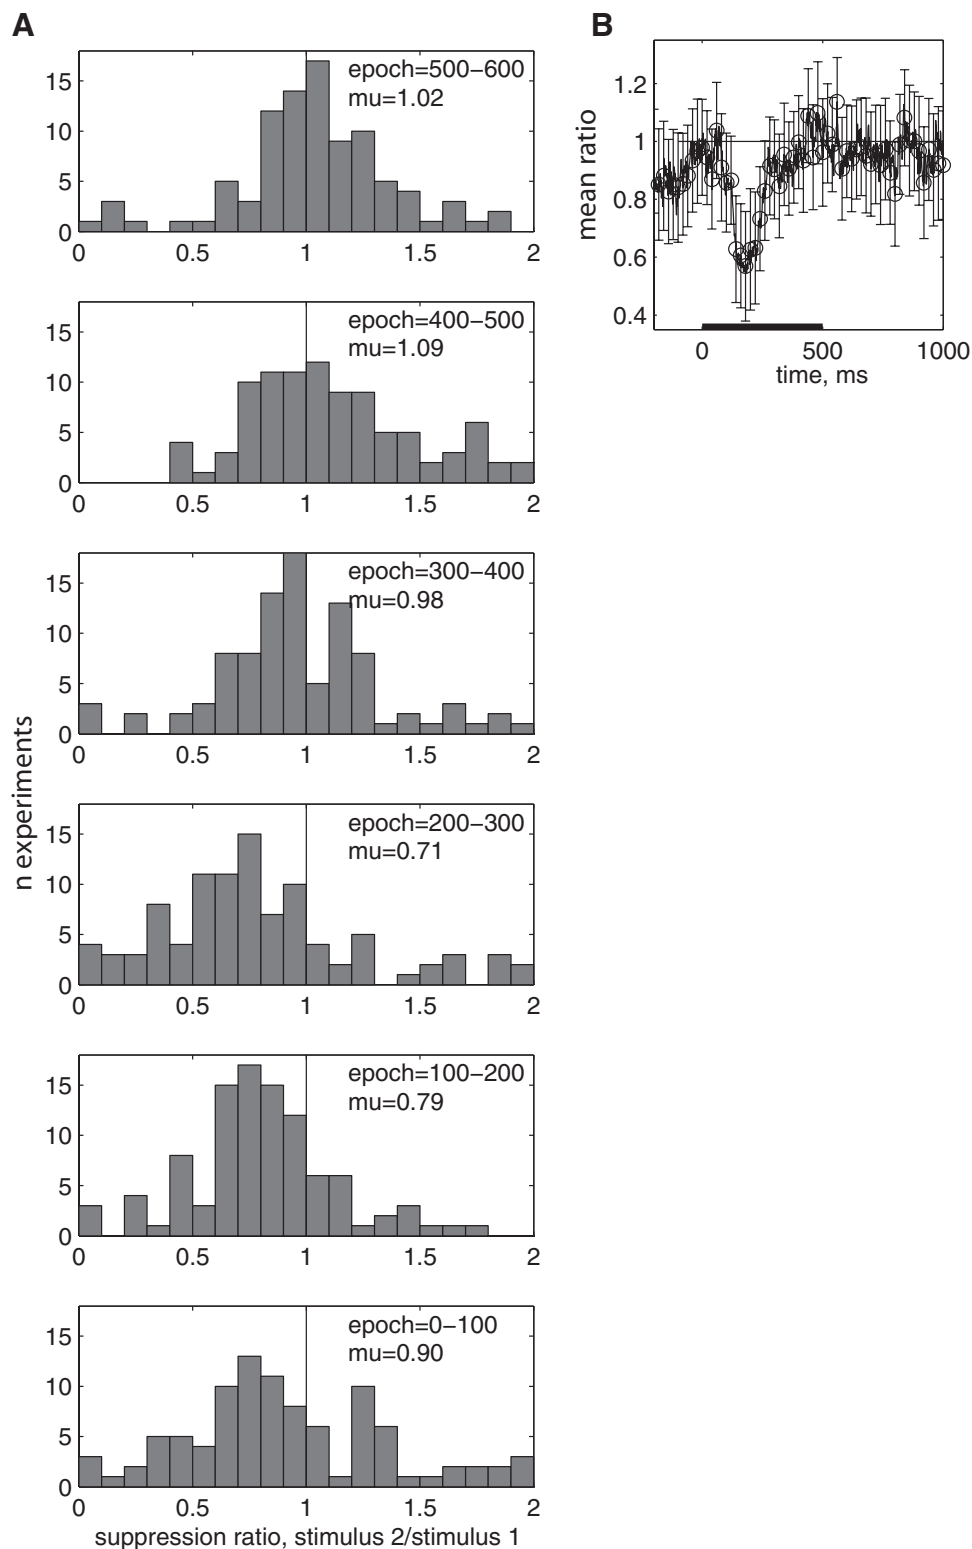 A
epoch=500–600
mu=1.02
15
10
5
0
0 0.5 1 1.5 2
epoch=400–500
mu=1.09
15
10
5
0
0 0.5 1 1.5 2
epoch=300–400
mu=0.98
15
10
5
0
0 0.5 1 1.5 2
n experiments
epoch=200–300
mu=0.71
15
10
5
0
0 0.5 1 1.5 2
epoch=100–200
mu=0.79
15
10
5
0
0 0.5 1 1.5 2
epoch=0–100
mu=0.90
15
10
5
0
0 0.5 1 1.5 2
suppression ratio, stimulus 2/stimulus 1
B
mean ratio
1.2
1
0.8
0.6
0.4
0 500 1000
time, ms